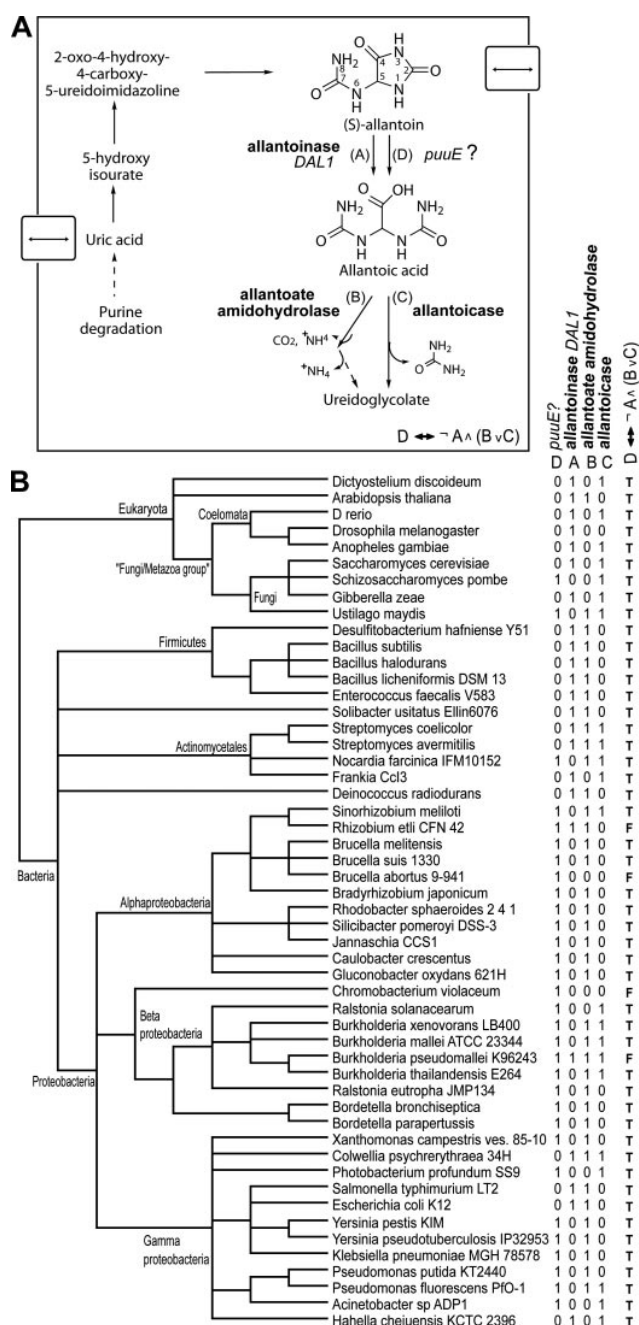 A
2-oxo-4-hydroxy-
4-carboxy-
5-ureidoimidazoline
5-hydroxy
isourate
Uric acid
Purine
degradation
NH₂
8
7
O
N
H
6
O
4
5
H
N
3
2
O
N
H
1
(S)-allantoin
allantoinase
DAL1
(A)
(D)
puuE ?
NH₂
O
OH
NH₂
O
N
H
N
H
O
Allantoic acid
allantoate
amidohydrolase
(B)
(C)
allantoicase
CO₂, ⁺NH⁴
⁺NH₄
NH₂
O
NH₂
Ureidoglycolate
D ↔ ¬ A ∧ (B ∨ C)
puuE?
allantoinase DAL1
allantoate amidohydrolase
allantoicase
D ↔ ¬ A ∧ (B ∨ C)
D A B C
B
Eukaryota
Coelomata
"Fungi/Metazoa group"
Fungi
Firmicutes
Actinomycetales
Bacteria
Alphaproteobacteria
Beta
proteobacteria
Proteobacteria
Gamma
proteobacteria
Dictyostelium discoideum 0 1 0 1 T
Arabidopsis thaliana 0 1 1 0 T
D rerio 0 1 0 1 T
Drosophila melanogaster 0 1 0 0 T
Anopheles gambiae 0 1 0 1 T
Saccharomyces cerevisiae 0 1 0 1 T
Schizosaccharomyces pombe 1 0 0 1 T
Gibberella zeae 0 1 0 1 T
Ustilago maydis 1 0 1 1 T
Desulfitobacterium hafniense Y51 0 1 1 0 T
Bacillus subtilis 0 1 1 0 T
Bacillus halodurans 0 1 1 0 T
Bacillus licheniformis DSM 13 0 1 1 0 T
Enterococcus faecalis V583 0 1 1 0 T
Solibacter usitatus Ellin6076 0 1 1 0 T
Streptomyces coelicolor 0 1 1 1 T
Streptomyces avermitilis 0 1 1 1 T
Nocardia farcinica IFM10152 1 0 1 1 T
Frankia CcI3 0 1 0 1 T
Deinococcus radiodurans 0 1 1 0 T
Sinorhizobium meliloti 1 0 1 1 T
Rhizobium etli CFN 42 1 1 1 0 F
Brucella melitensis 1 0 1 0 T
Brucella suis 1330 1 0 1 0 T
Brucella abortus 9-941 1 0 0 0 F
Bradyrhizobium japonicum 1 0 1 0 T
Rhodobacter sphaeroides 2 4 1 1 0 1 0 T
Silicibacter pomeroyi DSS-3 1 0 1 0 T
Jannaschia CCS1 1 0 1 0 T
Caulobacter crescentus 1 0 1 0 T
Gluconobacter oxydans 621H 1 0 1 0 T
Chromobacterium violaceum 1 0 0 0 F
Ralstonia solanacearum 1 0 0 1 T
Burkholderia xenovorans LB400 1 0 1 1 T
Burkholderia mallei ATCC 23344 1 0 1 1 T
Burkholderia pseudomallei K96243 1 1 1 1 F
Burkholderia thailandensis E264 1 0 1 1 T
Ralstonia eutropha JMP134 1 0 1 0 T
Bordetella bronchiseptica 1 0 1 0 T
Bordetella parapertussis 1 0 1 0 T
Xanthomonas campestris ves. 85-10 1 0 1 0 T
Colwellia psychrerythraea 34H 0 1 1 1 T
Photobacterium profundum SS9 1 0 0 1 T
Salmonella typhimurium LT2 0 1 1 0 T
Escherichia coli K12 0 1 1 0 T
Yersinia pestis KIM 1 0 1 0 T
Yersinia pseudotuberculosis IP32953 1 0 1 0 T
Klebsiella pneumoniae MGH 78578 1 0 1 0 T
Pseudomonas putida KT2440 1 0 1 0 T
Pseudomonas fluorescens PfO-1 1 0 1 1 T
Acinetobacter sp ADP1 1 0 0 1 T
Hahella chejuensis KCTC 2396 1 0 1 0 T